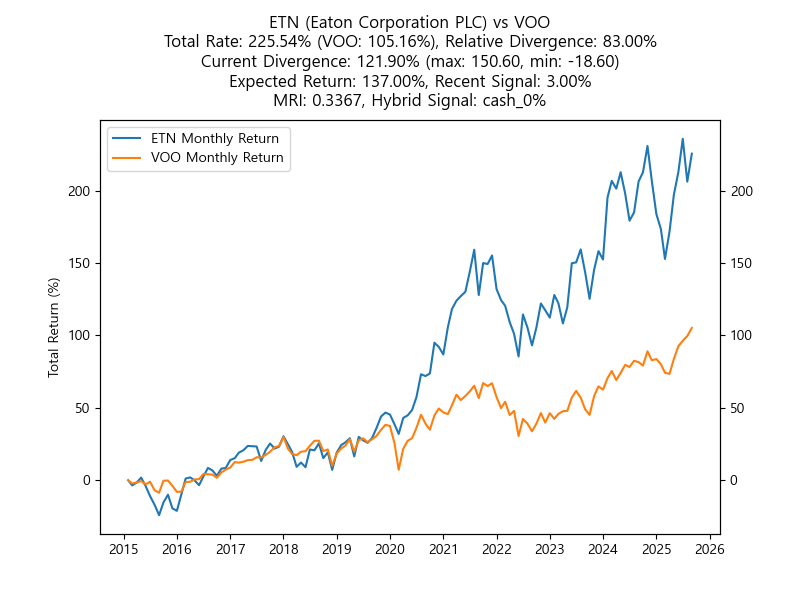 ETN (Eaton Corporation PLC) vs VOO
Total Rate: 225.54% (VOO: 105.16%), Relative Divergence: 83.00%
Current Divergence: 121.90% (max: 150.60, min: -18.60)
Expected Return: 137.00%, Recent Signal: 3.00%
MRI: 0.3367, Hybrid Signal: cash_0%
ETN Monthly Return
VOO Monthly Return
Total Return (%)
200
150
100
50
0
200
150
100
50
0
2015 2016 2017 2018 2019 2020 2021 2022 2023 2024 2025 2026